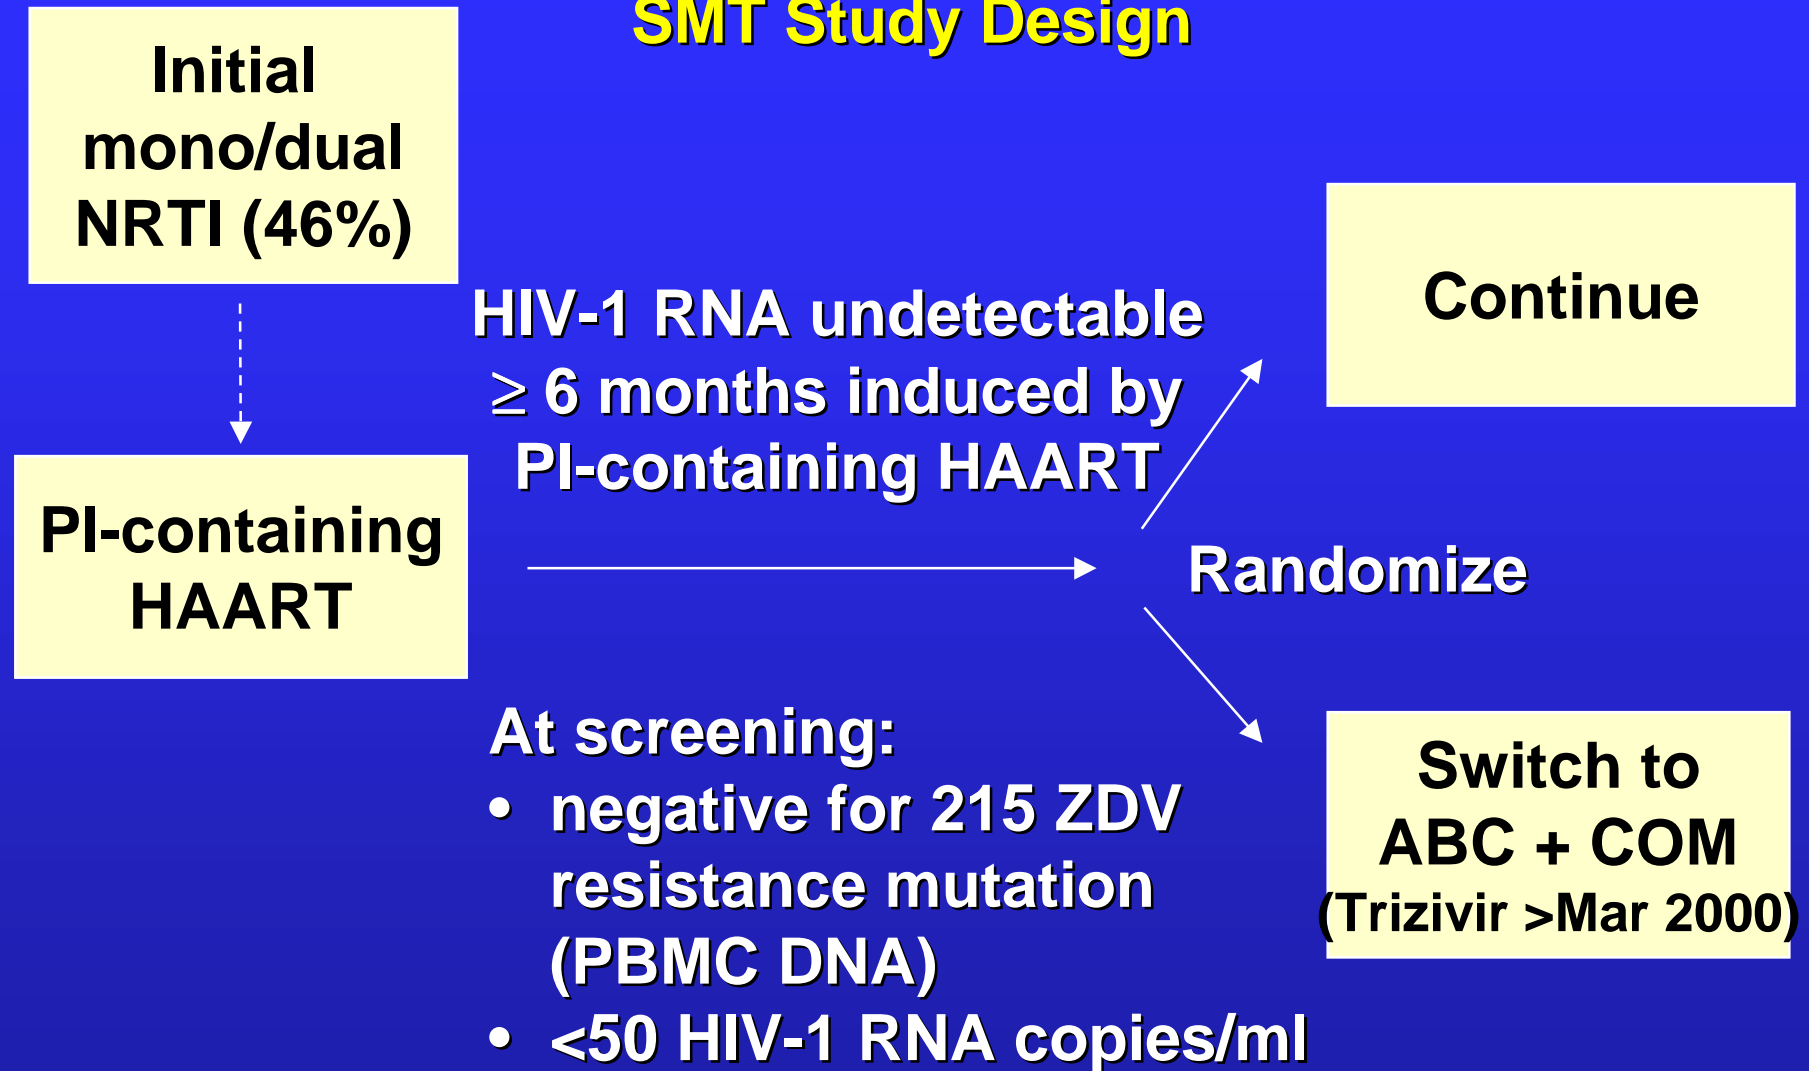 SMT Study Design
Initial
mono/dual
NRTI (46%)
HIV-1 RNA undetectable
≥ 6 months induced by
PI-containing HAART
Continue
PI-containing
HAART
Randomize
At screening:
• negative for 215 ZDV
resistance mutation
(PBMC DNA)
• <50 HIV-1 RNA copies/ml
Switch to
ABC + COM
(Trizivir >Mar 2000)